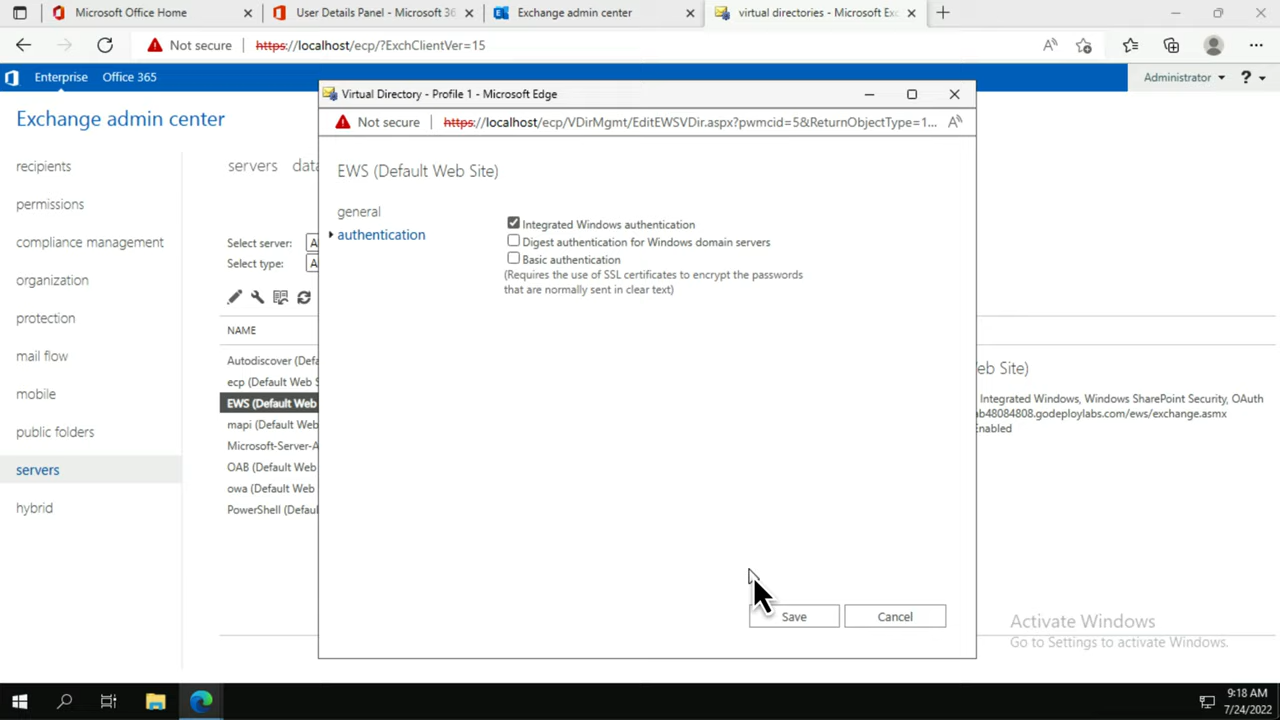 Microsoft Office Home
User Details Panel - Microsoft 36
Exchange admin center
virtual directories - Microsoft Exc
Not secure
https://localhost/ecp/?ExchClientVer=15
Enterprise
Office 365
Administrator
?
Exchange admin center
recipients
permissions
compliance management
organization
protection
mail flow
mobile
public folders
servers
hybrid
servers
data
Select server:
A
Select type:
A
NAME
Autodiscover (Defa
ecp (Default Web S
EWS (Default Web
mapi (Default Web
Microsoft-Server-A
OAB (Default Web
owa (Default Web
PowerShell (Defaul
Virtual Directory - Profile 1 - Microsoft Edge
Not secure
https://localhost/ecp/VDirMgmt/EditEWSVDir.aspx?pwmcid=5&ReturnObjectType=1...
EWS (Default Web Site)
general
authentication
Integrated Windows authentication
Digest authentication for Windows domain servers
Basic authentication
(Requires the use of SSL certificates to encrypt the passwords
that are normally sent in clear text)
Save
Cancel
eb Site)
Integrated Windows, Windows SharePoint Security, OAuth
ab48084808.godeploylabs.com/ews/exchange.asmx
Enabled
Activate Windows
Go to Settings to activate Windows.
9:18 AM
7/24/2022